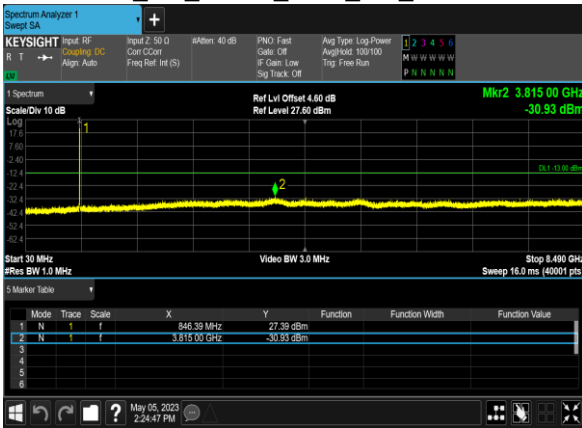 Spectrum Analyzer 1
Swept SA
+
KEYSIGHT
R T
LXI
Input: RF
Coupling: DC
Align: Auto
Input Z: 50 Ω
Corr CCorr
Freq Ref: Int (S)
#Atten: 40 dB
PNO: Fast
Gate: Off
IF Gain: Low
Sig Track: Off
Avg Type: Log-Power
Avg|Hold: 100/100
Trig: Free Run
1 2 3 4 5 6
M W W W W W
P N N N N N
1 Spectrum
Scale/Div 10 dB
Ref Lvl Offset 4.60 dB
Ref Level 27.60 dBm
Mkr2 3.815 00 GHz
-30.93 dBm
Log
17.6
7.60
-2.40
-12.4
-22.4
-32.4
-42.4
-52.4
-62.4
1
2
DL1 -13.00 dBm
Start 30 MHz
#Res BW 1.0 MHz
Video BW 3.0 MHz
Stop 8.490 GHz
Sweep 16.0 ms (40001 pts)
5 Marker Table
Mode Trace Scale X Y Function Function Width Function Value
1 N 1 f 846.39 MHz 27.39 dBm
2 N 1 f 3.815 00 GHz -30.93 dBm
3
4
5
6
?
May 05, 2023
2:24:47 PM